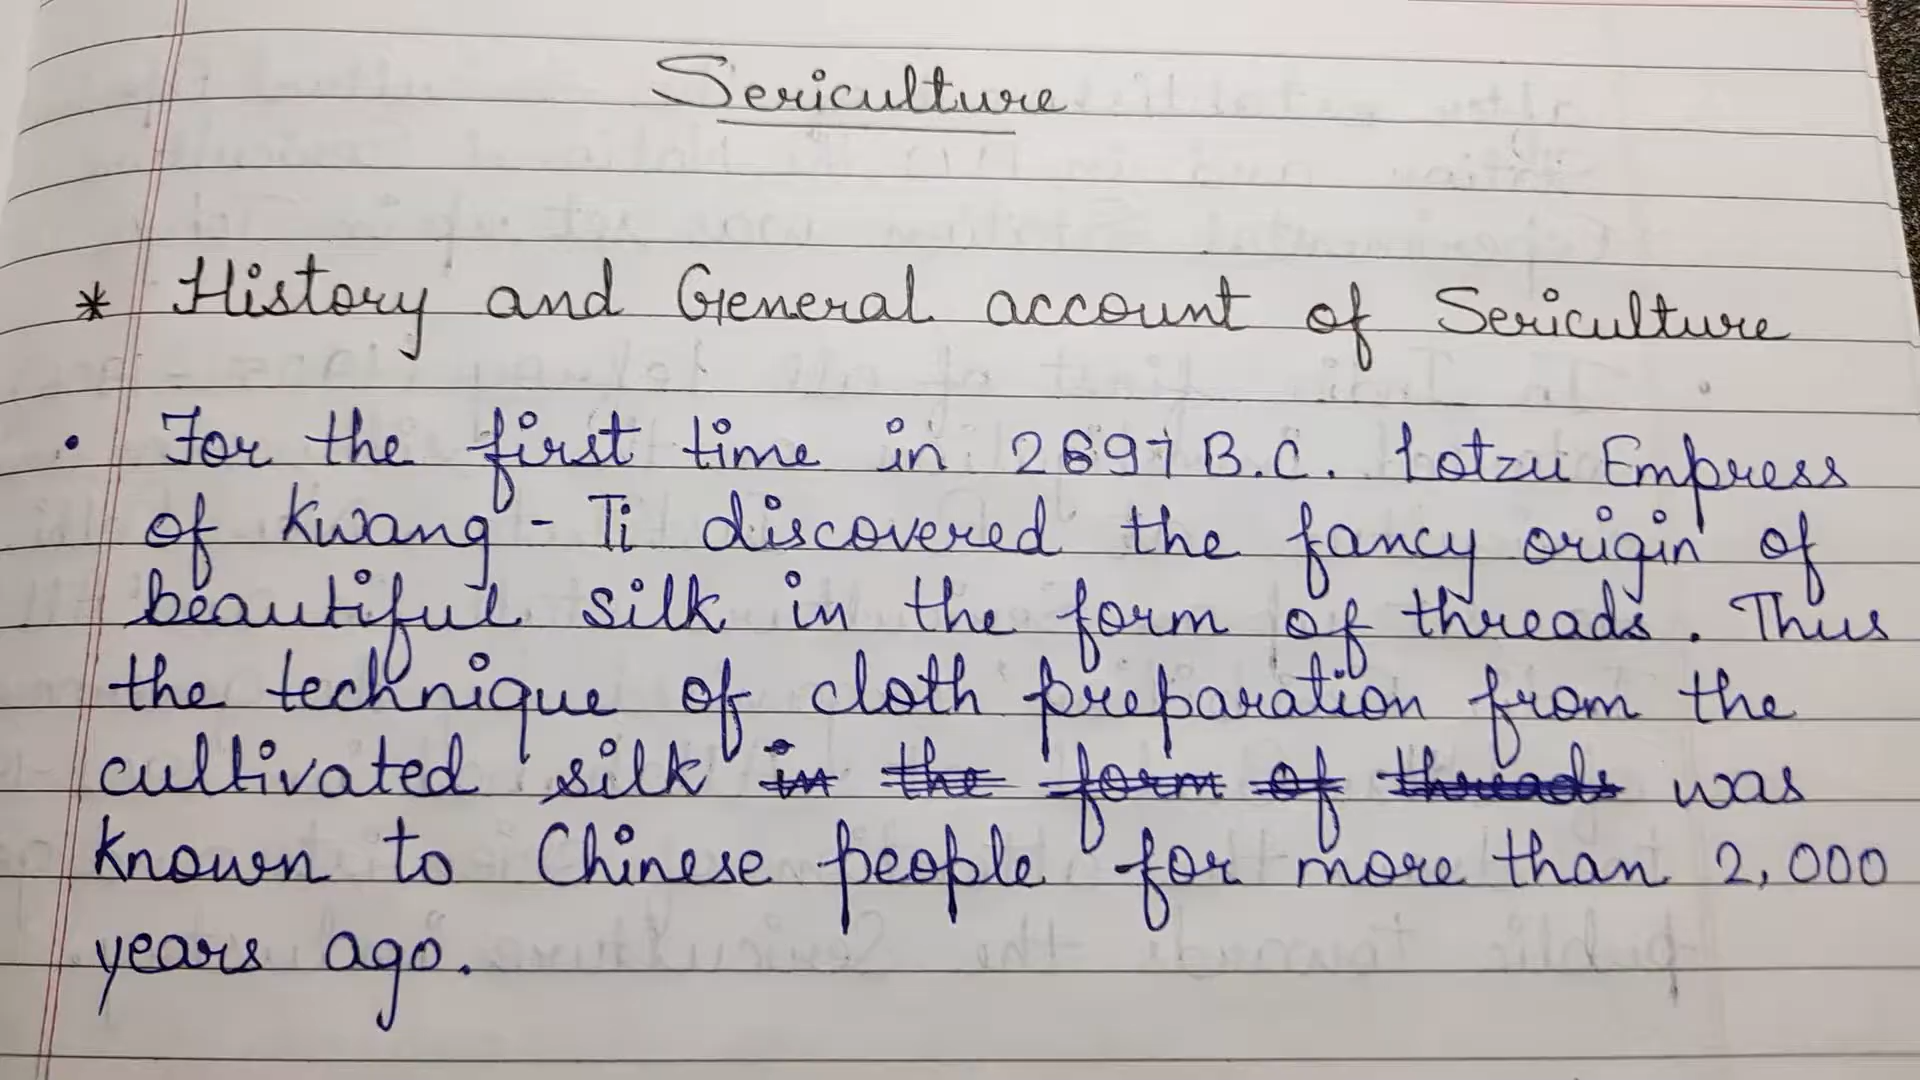 Sericulture
* History and General account of Sericulture
• For the first time in 2697 B.C. Lotzu Empress
of Kwang - Ti discovered the fancy origin of
beautiful silk in the form of threads. Thus
the technique of cloth preparation from the
cultivated silk in the form of threads was
known to Chinese people for more than 2,000
years ago.